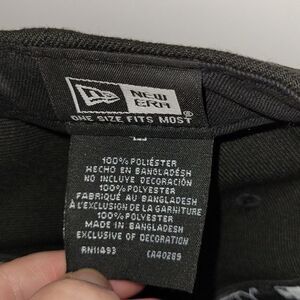 NE NEW
ERA®
ONE SIZE FITS MOST
100% POLIÉSTER
HECHO EN BANGLADÉSH
NO INCLUYE DECORACIÓN
100% POLYESTER
FABRIQUÉ AU BANGLADESH
À L'EXCLUSION DE LA GARNITURE
100% POLYESTER
MADE IN BANGLADESH
EXCLUSIVE OF DECORATION
RN11493 CA40289